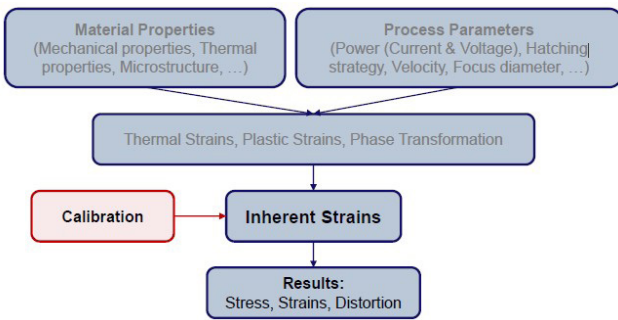 Material Properties
(Mechanical properties, Thermal
properties, Microstructure, …)
Process Parameters
(Power (Current & Voltage), Hatching
strategy, Velocity, Focus diameter, …)
Thermal Strains, Plastic Strains, Phase Transformation
Calibration
Inherent Strains
Results:
Stress, Strains, Distortion